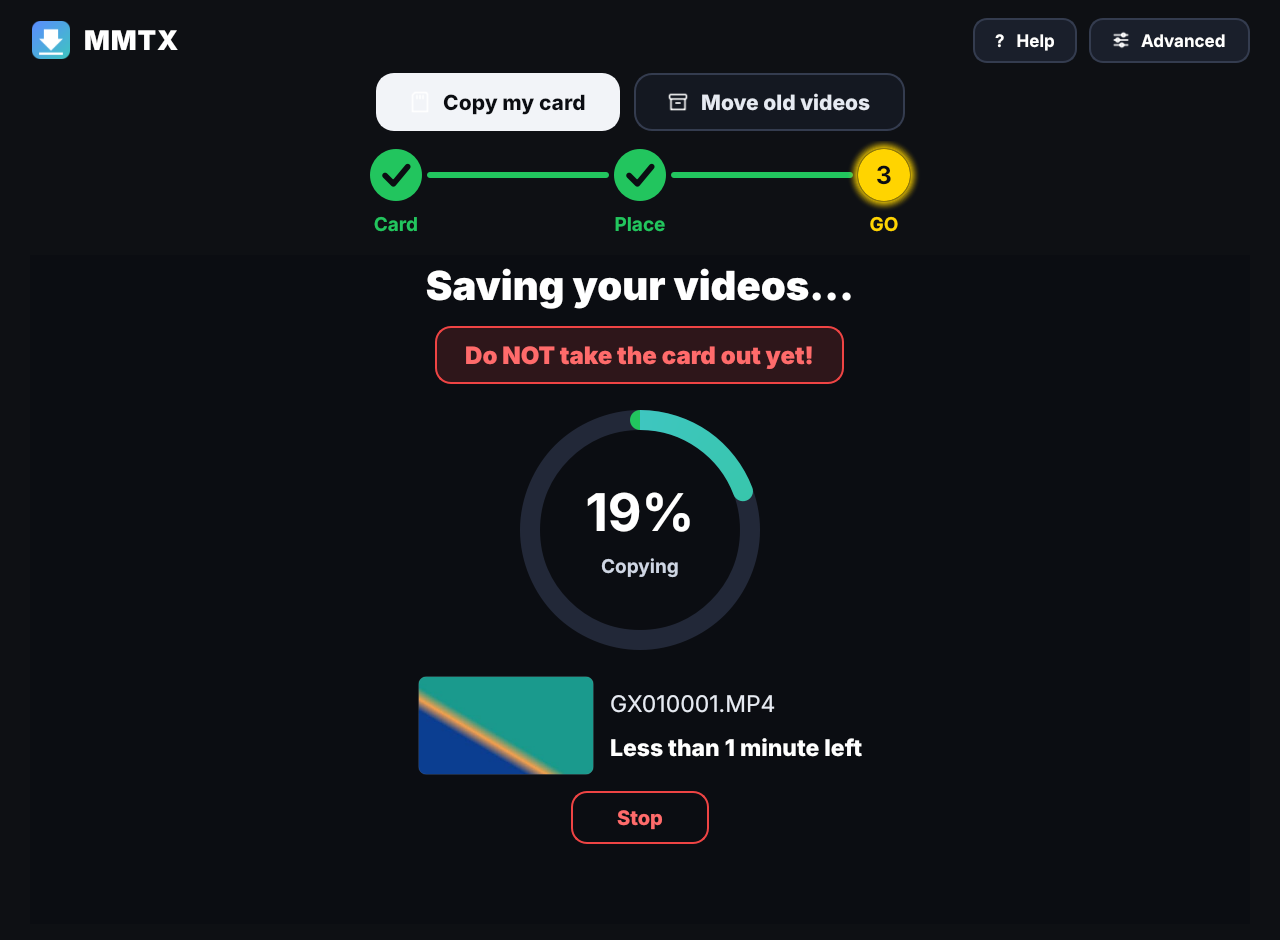 MMTX
? Help
Advanced
Copy my card
Move old videos
3
Card
Place
GO
Saving your videos...
Do NOT take the card out yet!
19%
Copying
GX010001.MP4
Less than 1 minute left
Stop